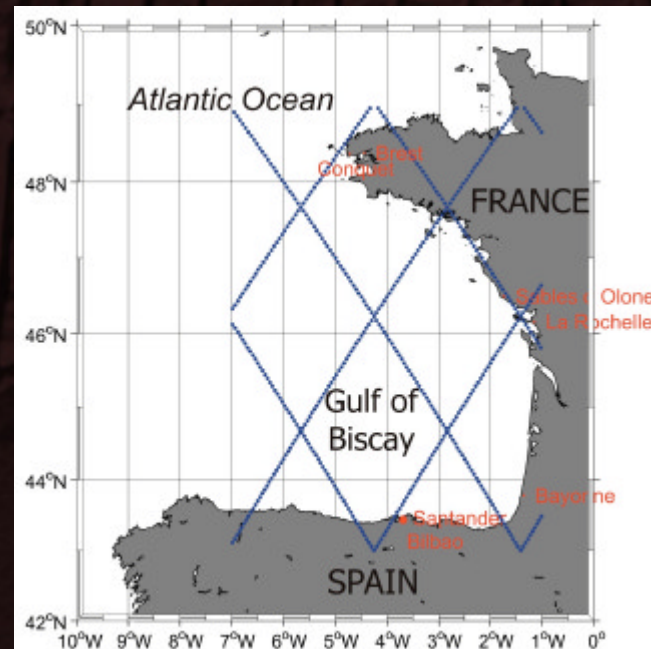 50°N
Atlantic Ocean
Brest
Conquet
48°N
FRANCE
Sables d Olone
La Rochelle
46°N
Gulf of
Biscay
44°N
Bayonne
Santander
Bilbao
SPAIN
42°N
10°W 9°W 8°W 7°W 6°W 5°W 4°W 3°W 2°W 1°W 0°